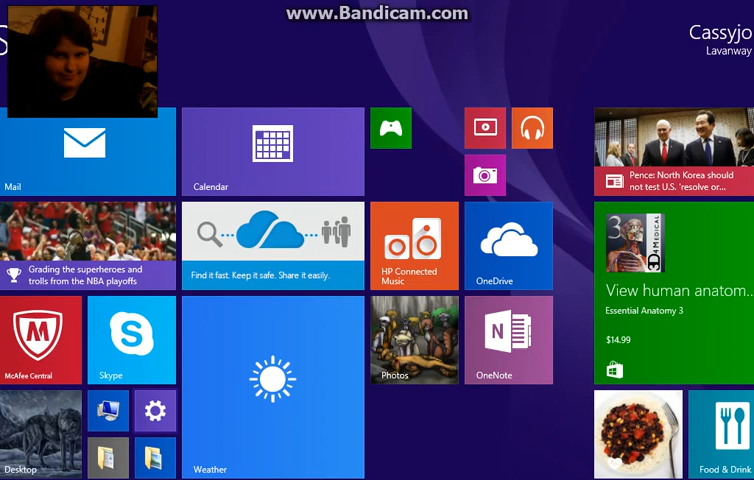 www.Bandicam.com
S
Cassyjo
Lavanway
Mail
Calendar
Pence: North Korea should
not test U.S. 'resolve or...
Grading the superheroes and
trolls from the NBA playoffs
Find it fast. Keep it safe. Share it easily.
HP Connected
Music
OneDrive
3
3D4MEDICAL
View human anatom..
Essential Anatomy 3
$14.99
M
McAfee Central
S
Skype
Photos
N
OneNote
Desktop
Weather
Food & Drink